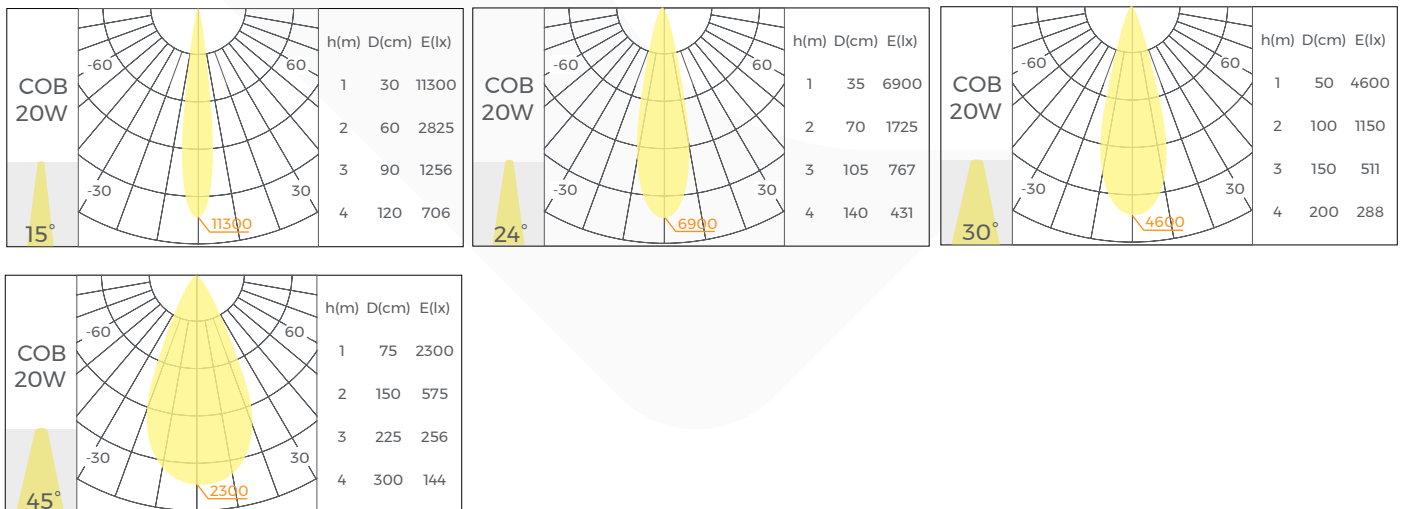 h(m) D(cm) E(lx)
-60 60
COB
20W
1 30 11300
2 60 2825
3 90 1256
-30 30
4 120 706
11300
15°
h(m) D(cm) E(lx)
-60 60
COB
20W
1 35 6900
2 70 1725
3 105 767
-30 30
4 140 431
6900
24°
h(m) D(cm) E(lx)
-60 60
COB
20W
1 50 4600
2 100 1150
3 150 511
-30 30
4 200 288
4600
30°
h(m) D(cm) E(lx)
-60 60
COB
20W
1 75 2300
2 150 575
3 225 256
-30 30
4 300 144
2300
45°